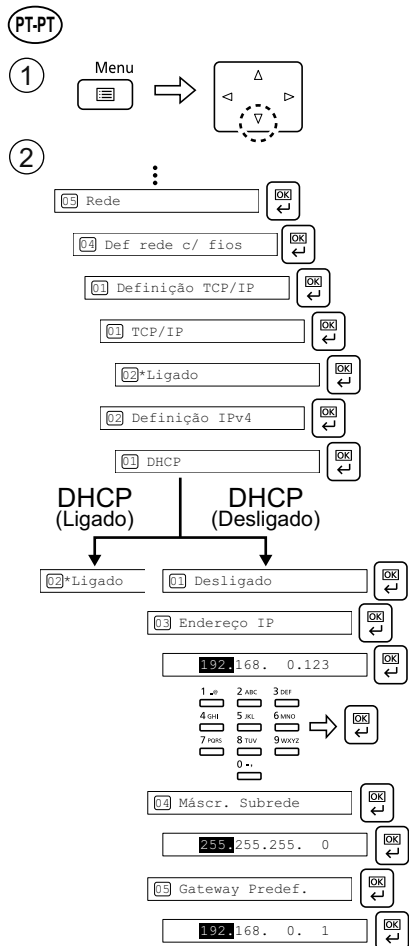 PT-PT
1
Menu
2
05 Rede
OK
04 Def rede c/ fios
OK
01 Definição TCP/IP
OK
01 TCP/IP
OK
02*Ligado
OK
02 Definição IPv4
OK
01 DHCP
OK
DHCP
(Ligado)
DHCP
(Desligado)
02*Ligado
01 Desligado
OK
03 Endereço IP
OK
192.168.  0.123
OK
1 .@ 2 ABC 3 DEF
4 GHI 5 JKL 6 MNO
OK
7 PQRS 8 TUV 9 WXYZ
0 -,
04 Máscr. Subrede
OK
255.255.255.  0
OK
05 Gateway Predef.
OK
192.168.  0.  1
OK